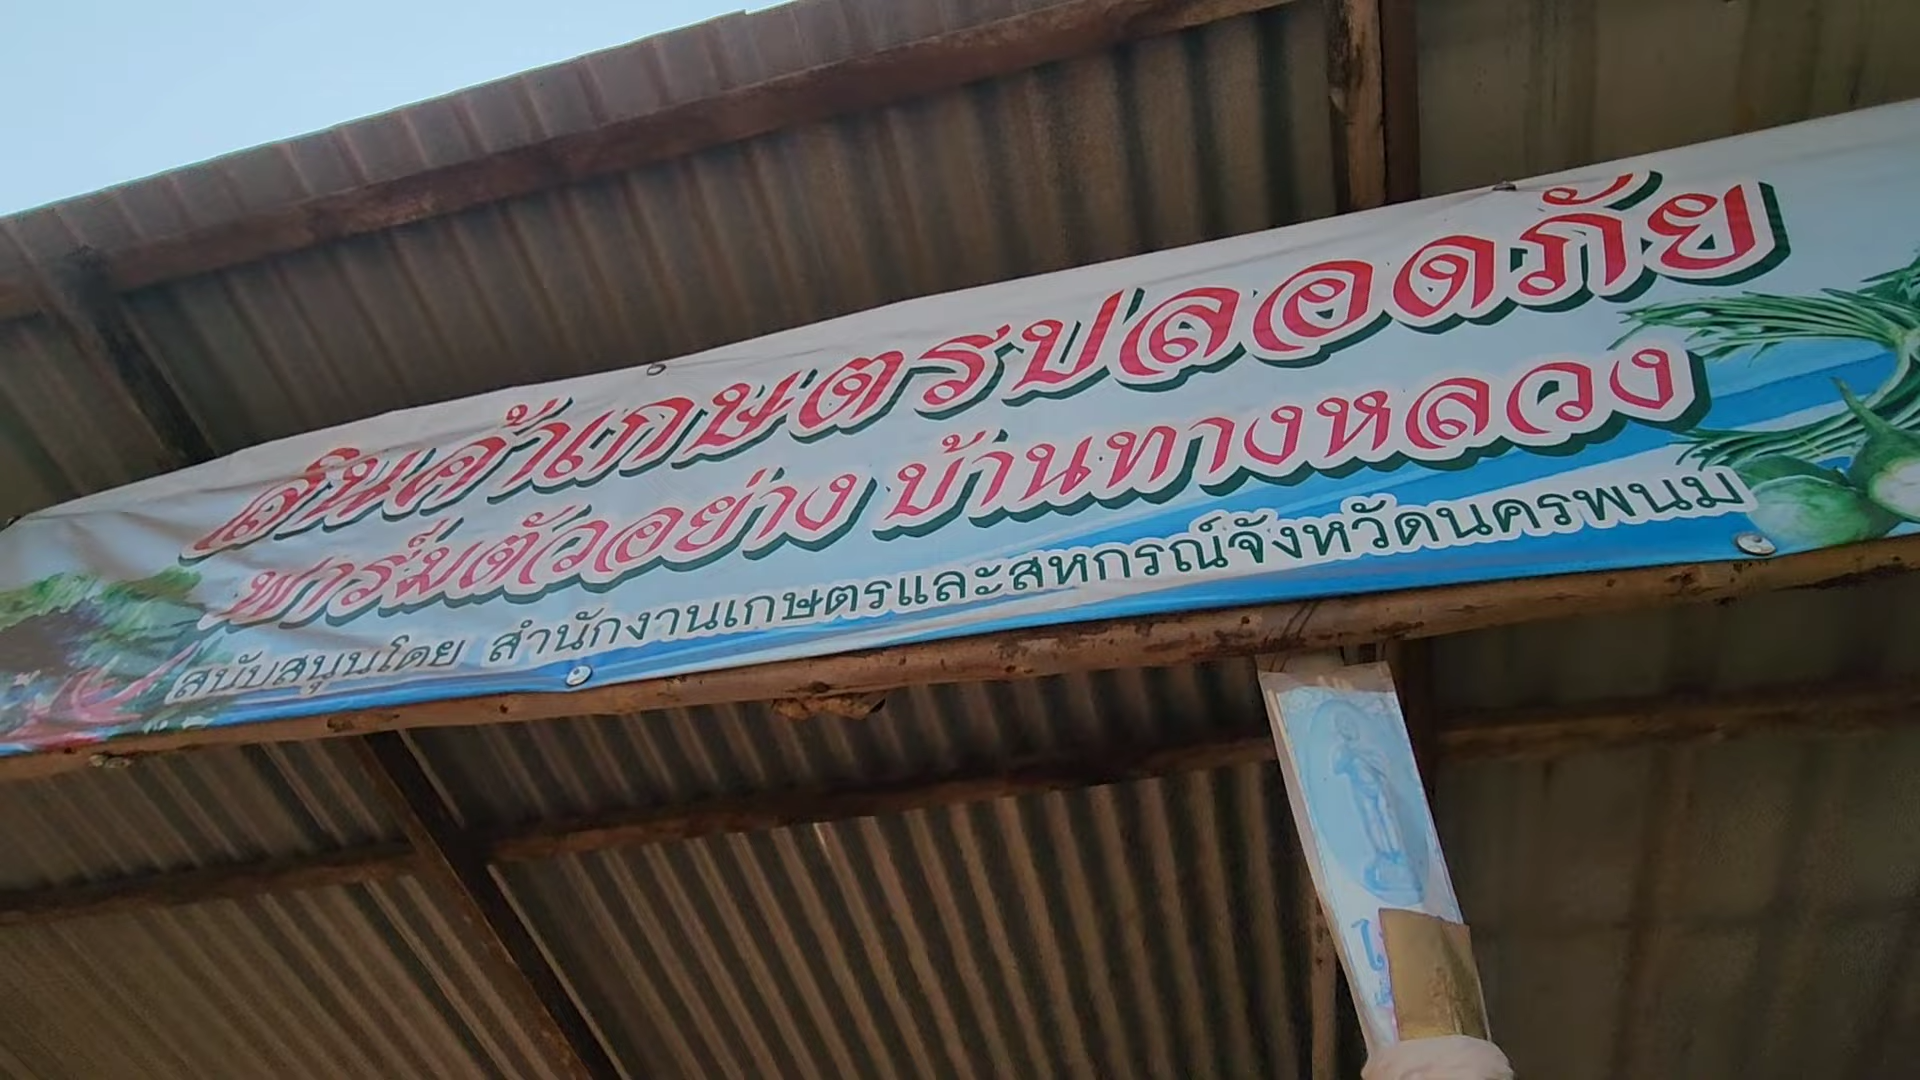 สินค้าเกษตรปลอดภัย
ฟาร์มตัวอย่าง บ้านทางหลวง
สนับสนุนโดย สำนักงานเกษตรและสหกรณ์จังหวัดนครพนม